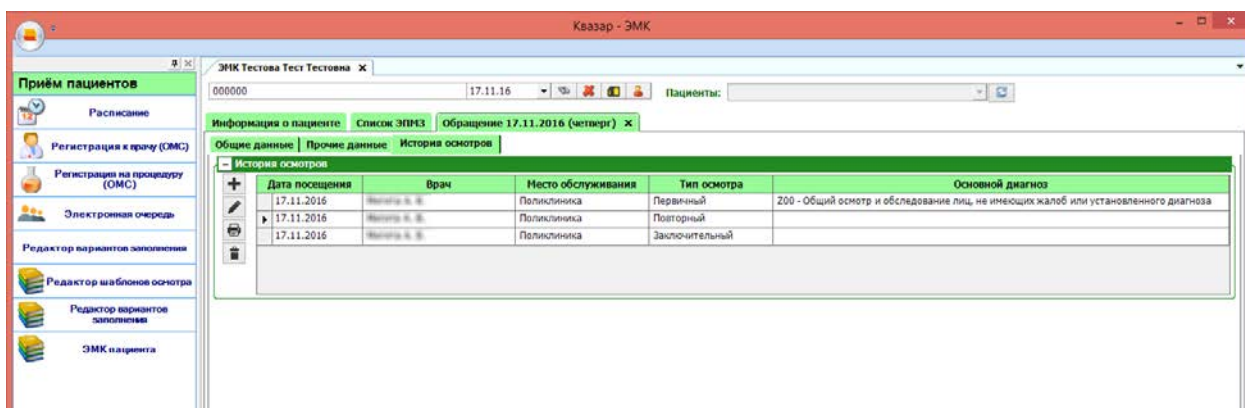 Квазар - ЭМК
Приём пациентов
Расписание
Регистрация к врачу (ОМС)
Регистрация на процедуру
(ОМС)
Электронная очередь
Редактор вариантов заполнения
Редактор шаблонов осмотра
Редактор вариантов
заполнения
ЭМК пациента
ЭМК Тестова Тест Тестовна X
000000 17.11.16 Пациенты:
Информация о пациенте Список ЭПМЗ Обращение 17.11.2016 (четверг) X
Общие данные Прочие данные История осмотров
История осмотров
Дата посещения Врач Место обслуживания Тип осмотра Основной диагноз
17.11.2016 Поликлиника Первичный Z00 - Общий осмотр и обследование лиц, не имеющих жалоб или установленного диагноза
17.11.2016 Поликлиника Повторный
17.11.2016 Поликлиника Заключительный